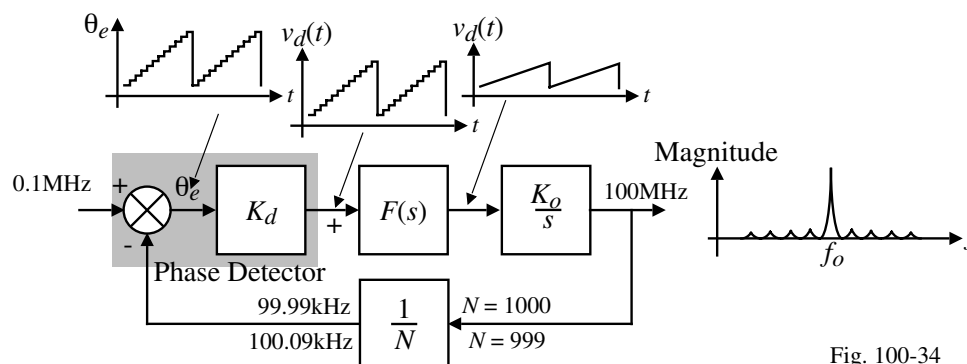 θe
vd(t)
vd(t)
t
t
t
0.1MHz
+
θe
Kd
+
F(s)
Ko
s
100MHz
Magnitude
-
Phase Detector
fo
99.99kHz
100.09kHz
1
N
N = 1000
N = 999
Fig. 100-34